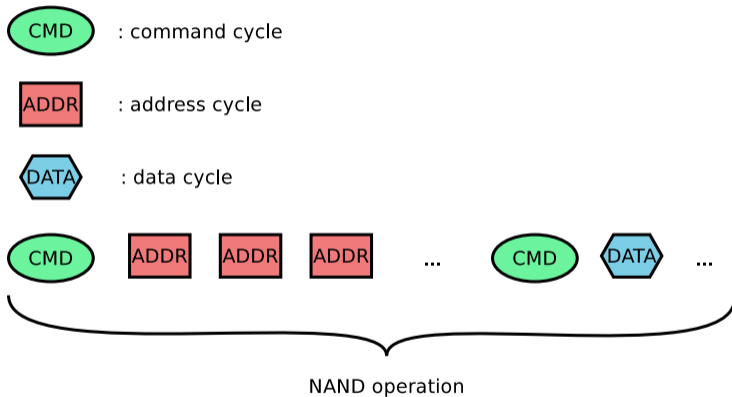 CMD : command cycle
ADDR : address cycle
DATA : data cycle
CMD ADDR ADDR ADDR ... CMD DATA ...
NAND operation